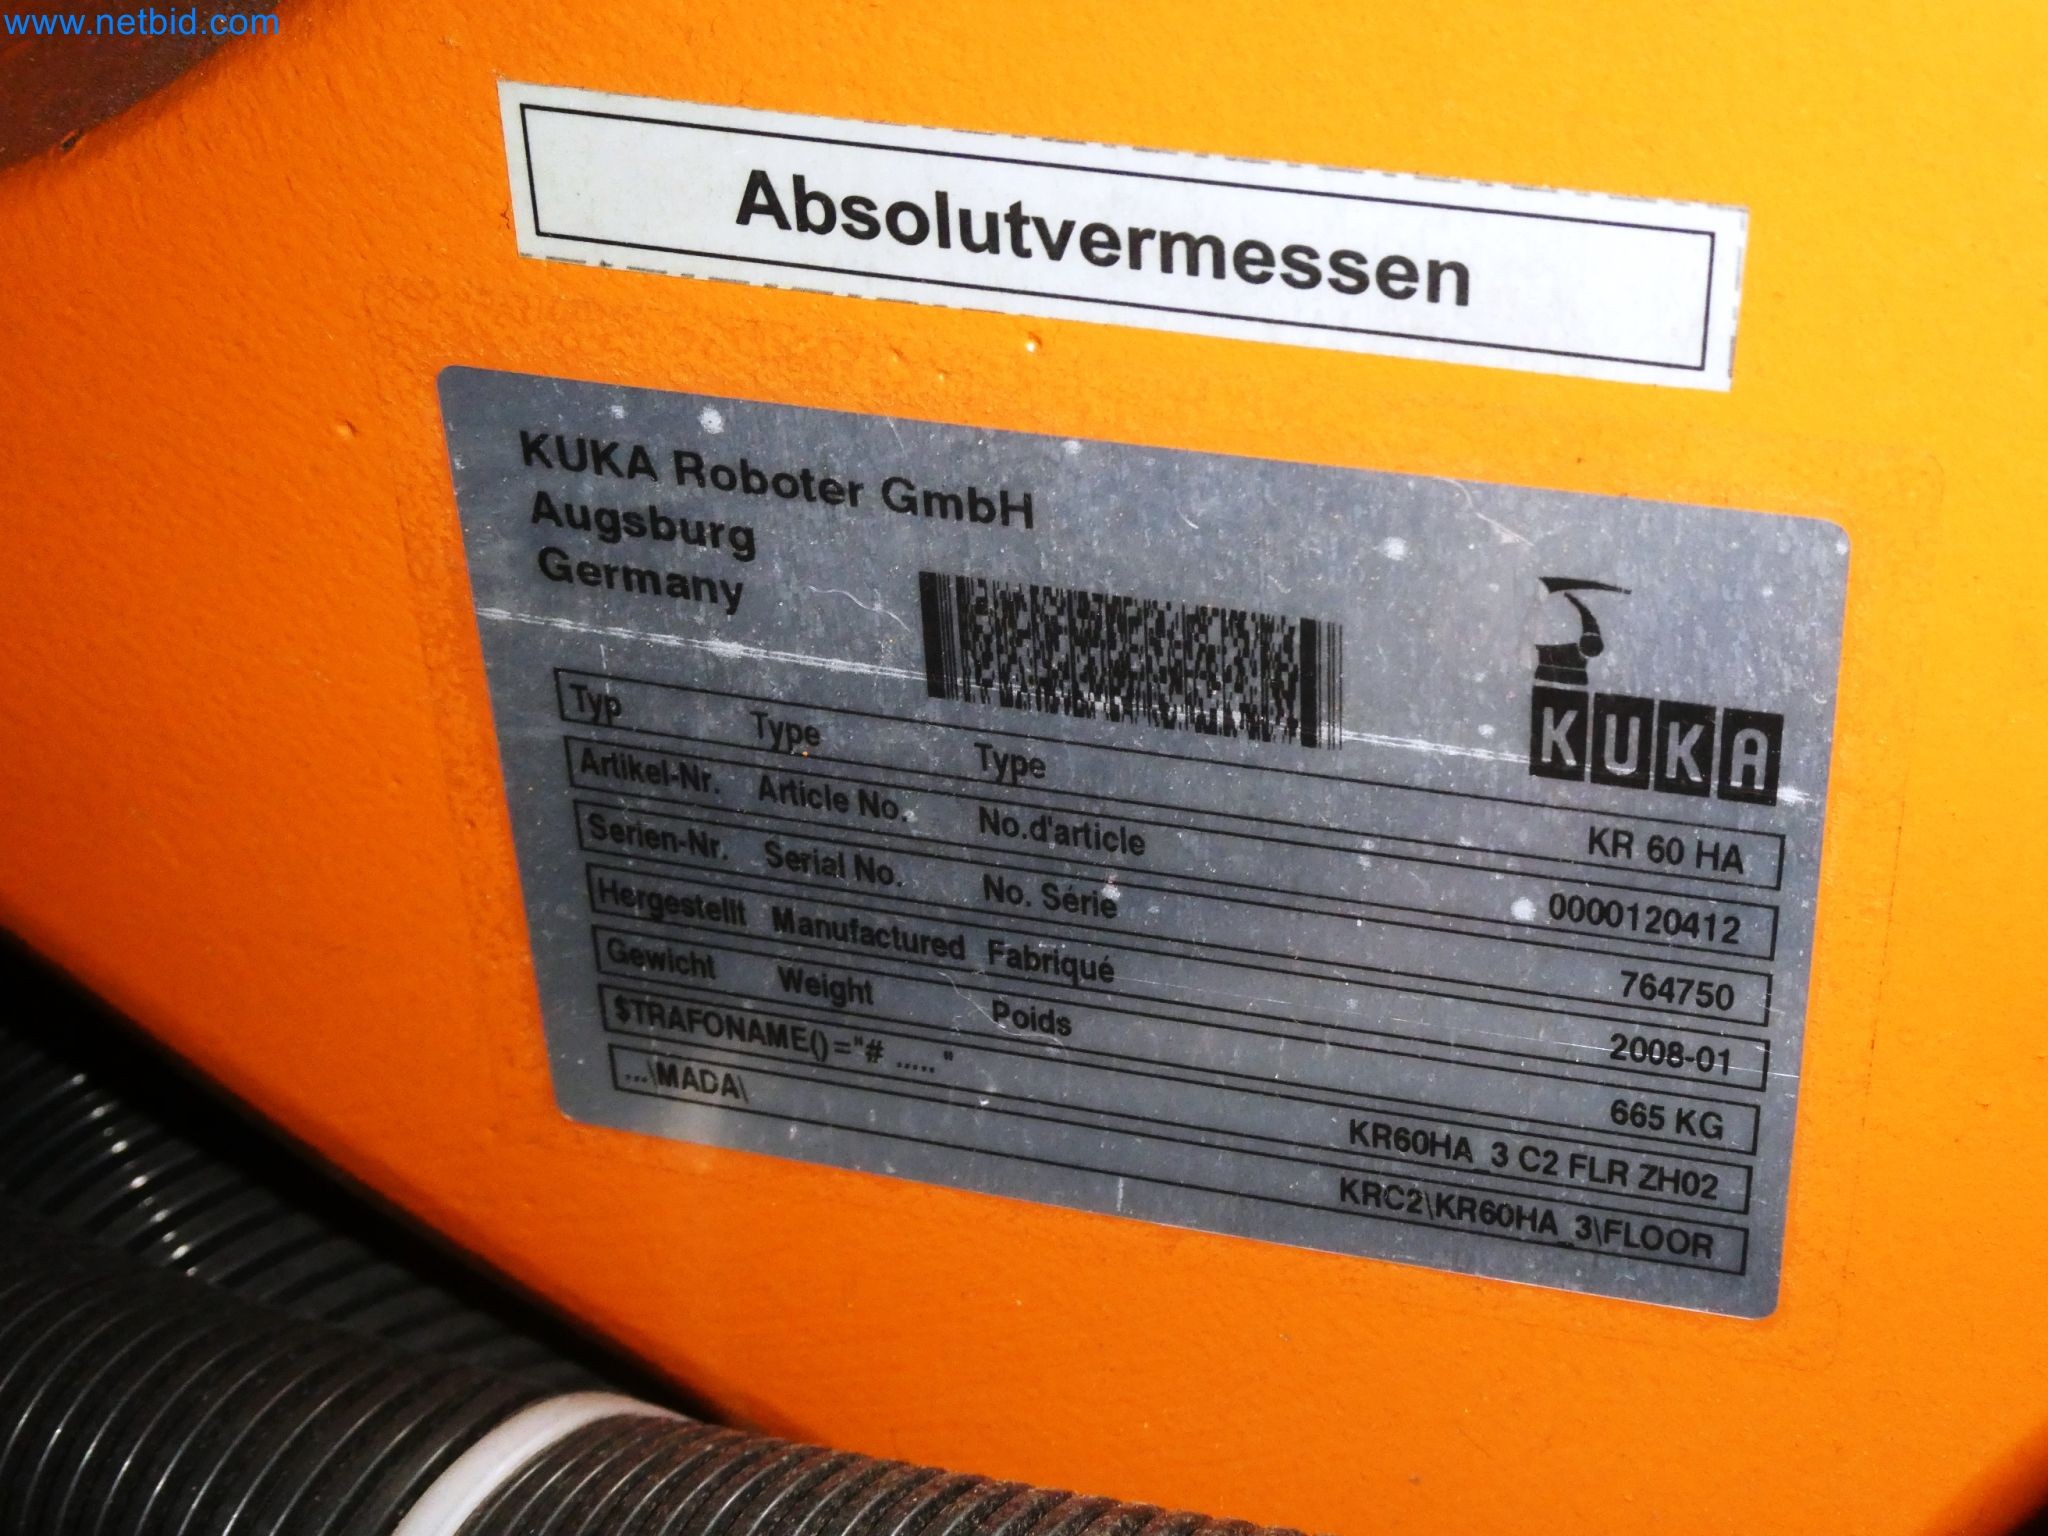 www.netbid.com
Absolutvermessen
KUKA Roboter GmbH
Augsburg
Germany
KUKA
Typ Type Type KR 60 HA
Artikel-Nr. Article No. No.d'article 0000120412
Serien-Nr. Serial No. No. Série 764750
Hergestellt Manufactured Fabriqué 2008-01
Gewicht Weight Poids 665 KG
$TRAFONAME()="# ..... " KR60HA_3 C2 FLR ZH02
...\MADA\ KRC2\KR60HA_3\FLOOR